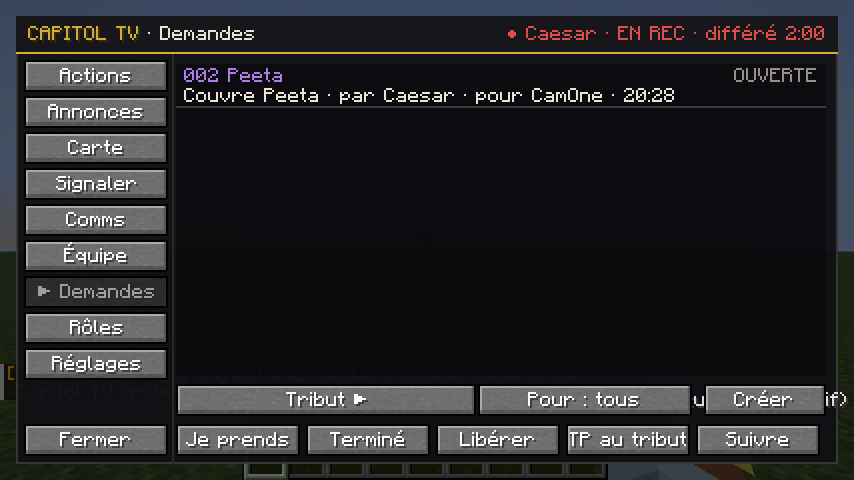 CAPITOL TV · Demandes
● Caesar · EN REC · différé 2:00
Actions
Annonces
Carte
Signaler
Comms
Équipe
► Demandes
Rôles
Réglages
Fermer
002 Peeta
OUVERTE
Couvre Peeta · par Caesar · pour CamOne · 20:28
Tribut ►
Pour : tous
Créer
if)
Je prends
Terminé
Libérer
TP au tribut
Suivre